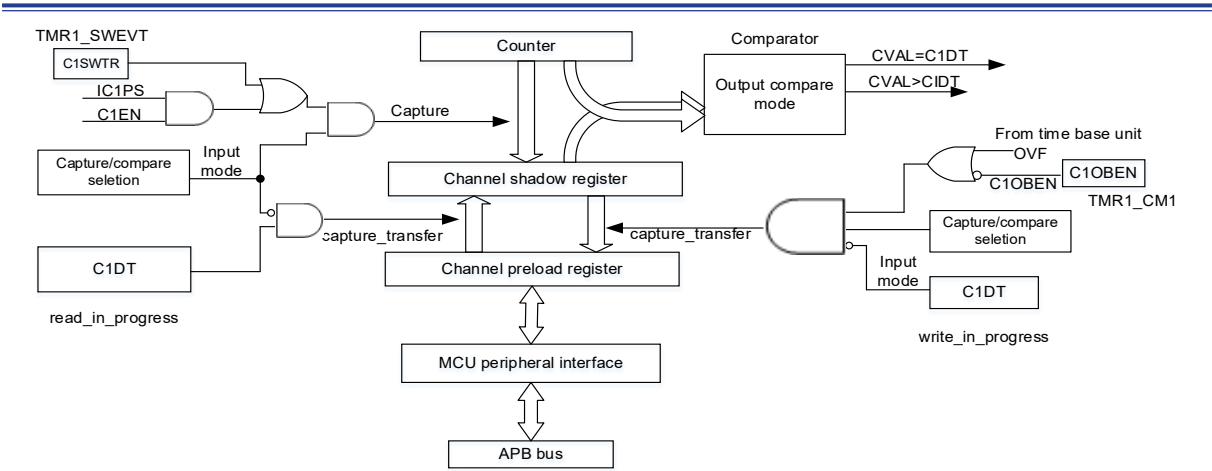 TMR1_SWEVT
C1SWTR
IC1PS
C1EN
Capture/compare
seletion
Input
mode
C1DT
read_in_progress
Capture
capture_transfer
Counter
Channel shadow register
Channel preload register
MCU peripheral interface
APB bus
Comparator
Output compare
mode
CVAL=C1DT
CVAL>CIDT
From time base unit
OVF
C1OBEN
C1OBEN
TMR1_CM1
capture_transfer
Capture/compare
seletion
Input
mode
C1DT
write_in_progress